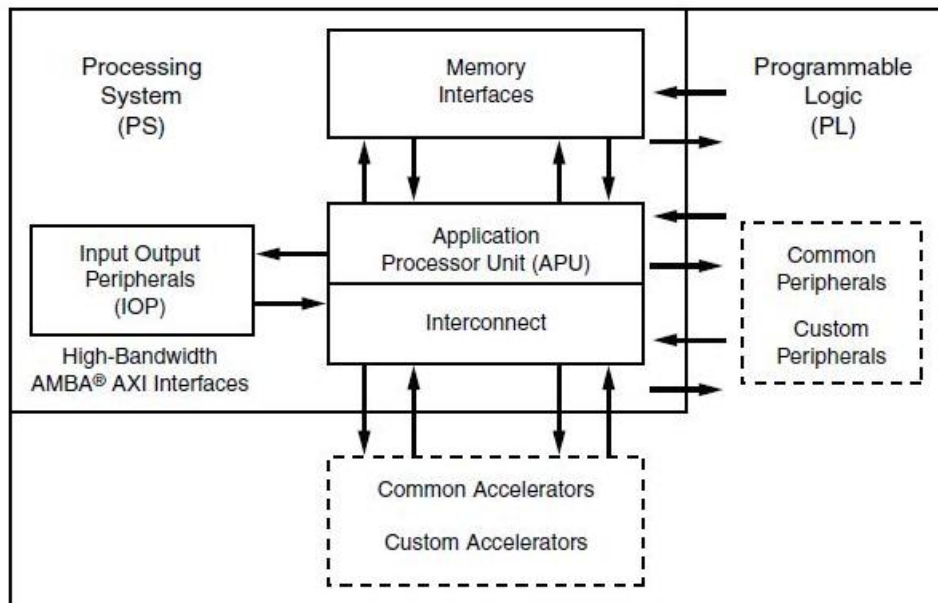 Processing
System
(PS)
Memory
Interfaces
Programmable
Logic
(PL)
Input Output
Peripherals
(IOP)
High-Bandwidth
AMBA® AXI Interfaces
Application
Processor Unit (APU)
Interconnect
Common
Peripherals
Custom
Peripherals
Common Accelerators
Custom Accelerators